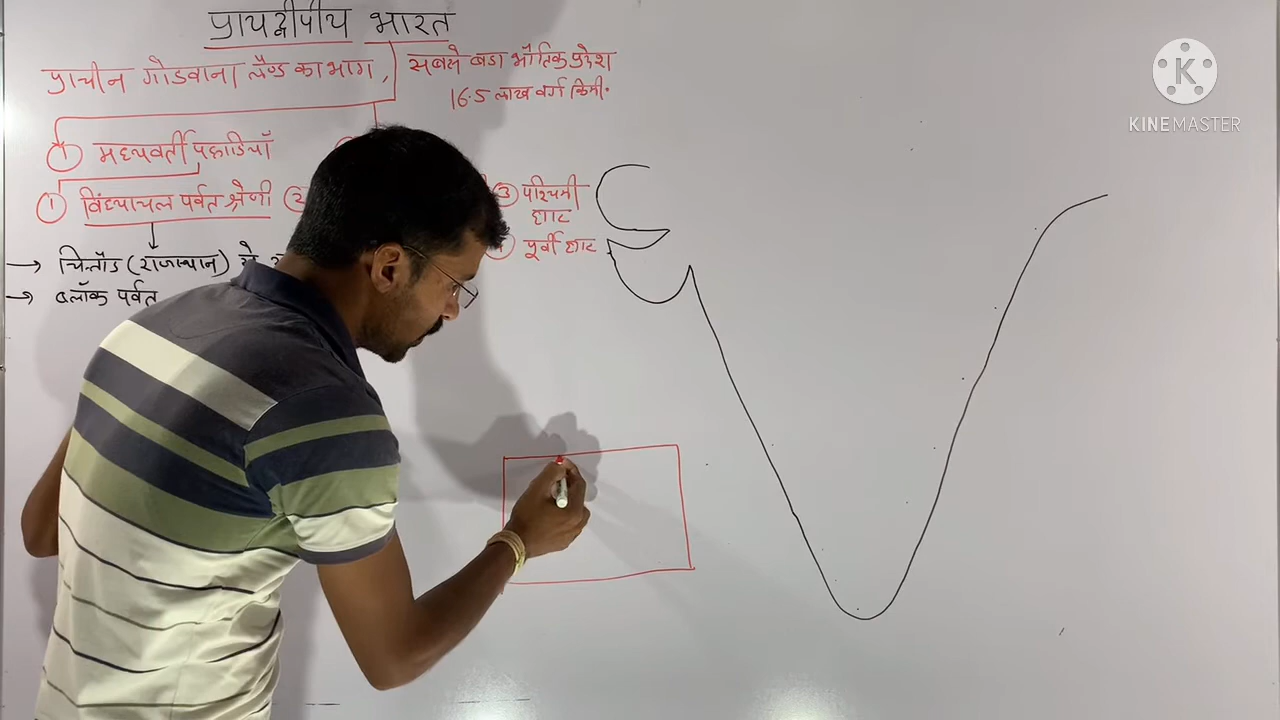 प्रायद्वीपीय भारत
प्राचीन गोडवाना लैण्ड का भाग, सबसे बडा भौतिक प्रदेश
16.5 लाख वर्ग किमी.
① मध्यवर्ती पहाडियाँ
① विंध्याचल पर्वत श्रेणी ② ③ पश्चिमी घाट
पूर्वी घाट
→ चित्तौड (राजस्थान) से
→ ब्लॉक पर्वत
KINEMASTER